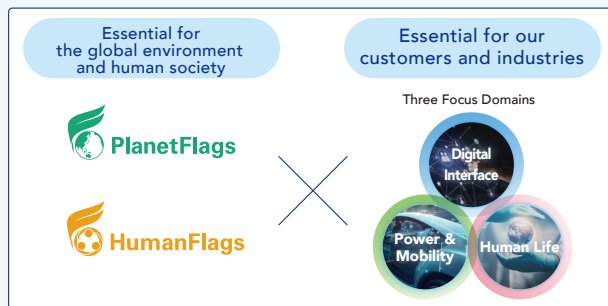 Essential for
the global environment
and human society
PlanetFlags
HumanFlags
Essential for our
customers and industries
Three Focus Domains
Digital
Interface
Power &
Mobility
Human Life